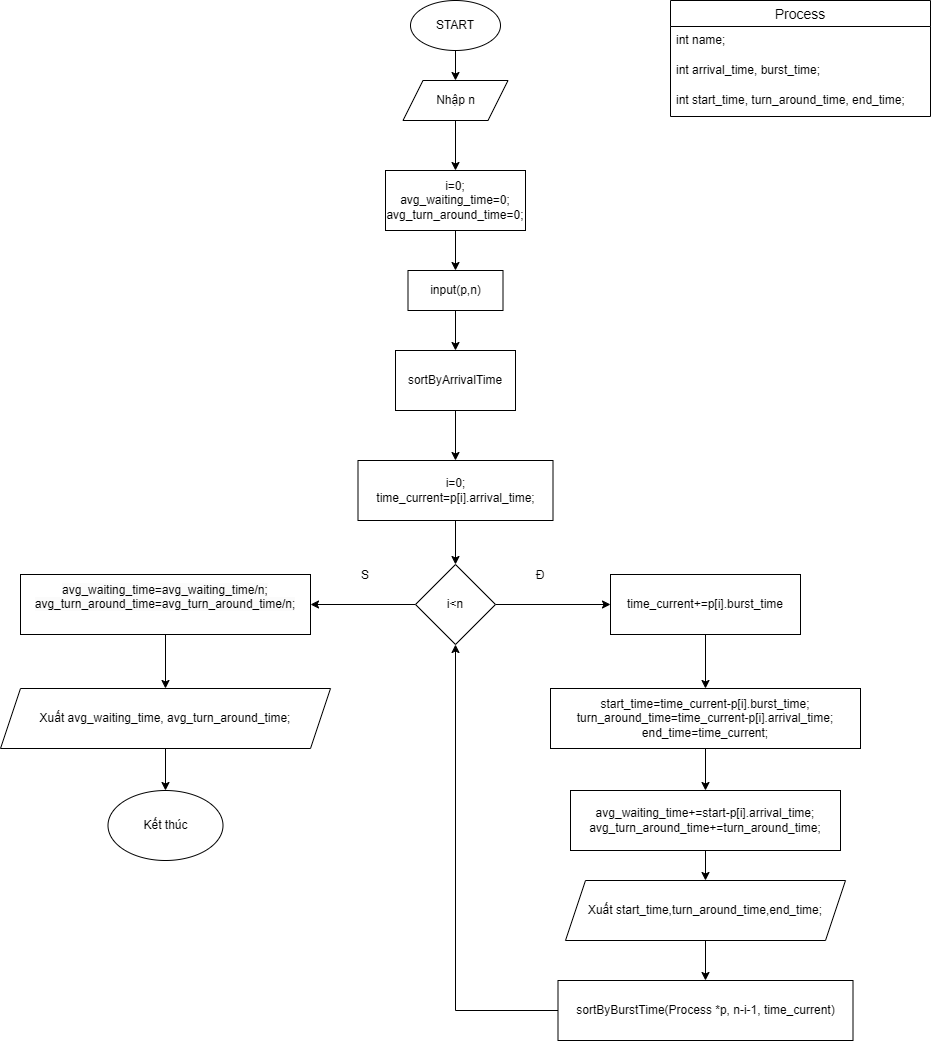 START
Process
int name;
int arrival_time, burst_time;
int start_time, turn_around_time, end_time;
Nhập n
i=0;
avg_waiting_time=0;
avg_turn_around_time=0;
input(p,n)
sortByArrivalTime
i=0;
time_current=p[i].arrival_time;
S
i<n
Đ
avg_waiting_time=avg_waiting_time/n;
avg_turn_around_time=avg_turn_around_time/n;
time_current+=p[i].burst_time
Xuất avg_waiting_time, avg_turn_around_time;
start_time=time_current-p[i].burst_time;
turn_around_time=time_current-p[i].arrival_time;
end_time=time_current;
Kết thúc
avg_waiting_time+=start-p[i].arrival_time;
avg_turn_around_time+=turn_around_time;
Xuất start_time,turn_around_time,end_time;
sortByBurstTime(Process *p, n-i-1, time_current)